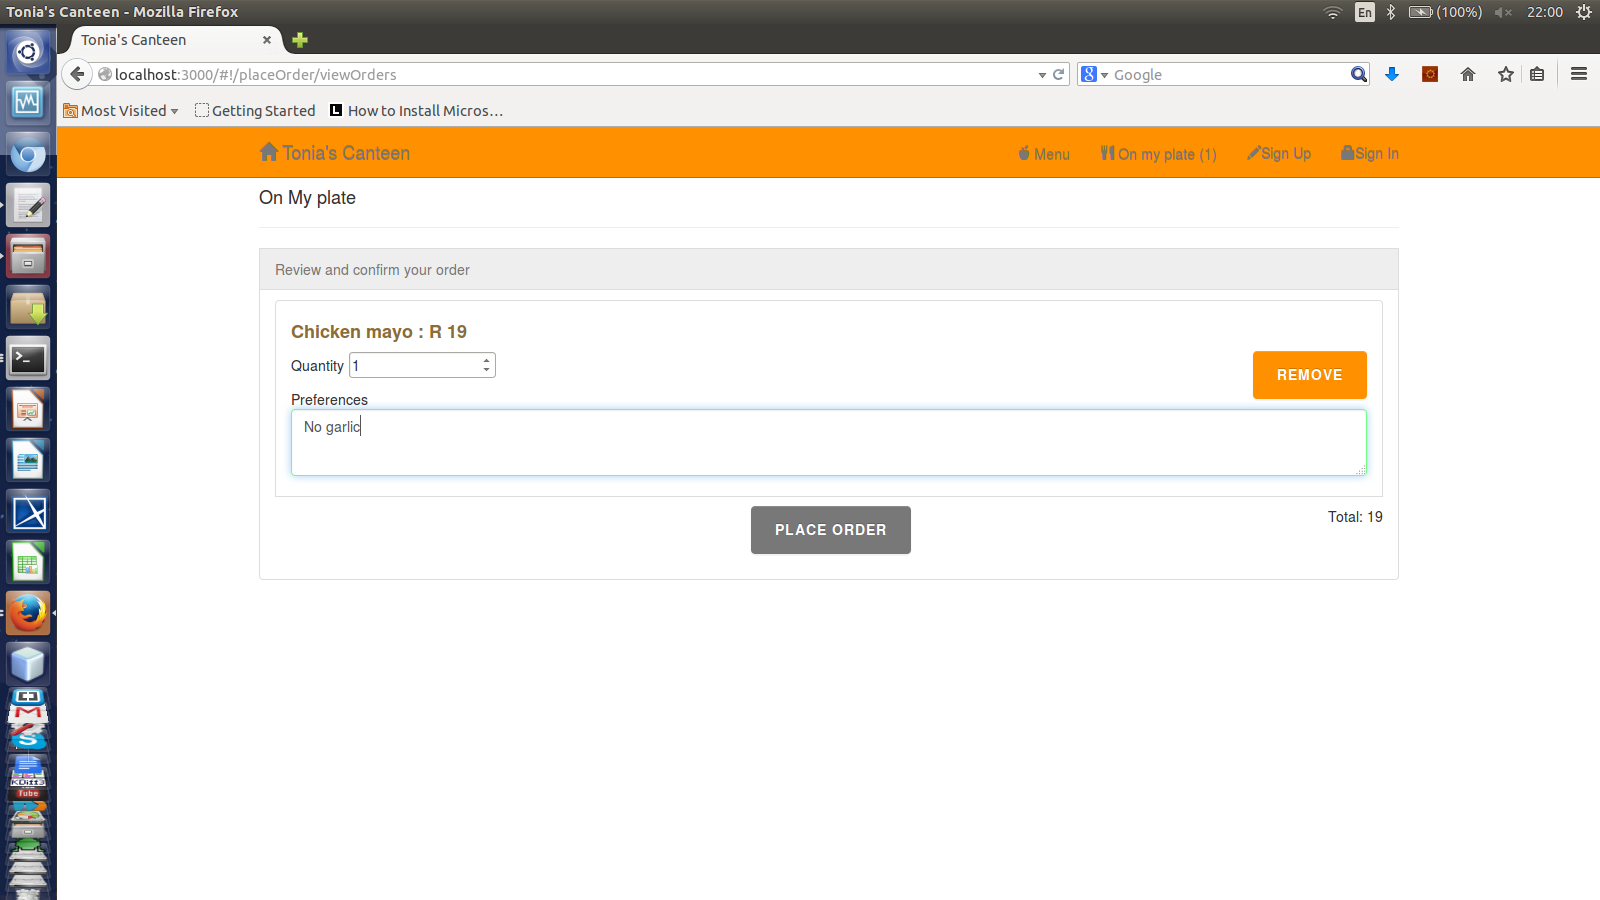 Tonia's Canteen - Mozilla Firefox
En
(100%)
22:00
Tonia's Canteen
localhost:3000/#!/placeOrder/viewOrders
Google
Most Visited
Getting Started
L
How to Install Micros...
Tonia's Canteen
Menu
On my plate (1)
Sign Up
Sign In
On My plate
Review and confirm your order
Chicken mayo : R 19
Quantity 1
REMOVE
Preferences
No garlic
Total: 19
PLACE ORDER
KDiff3
Tube